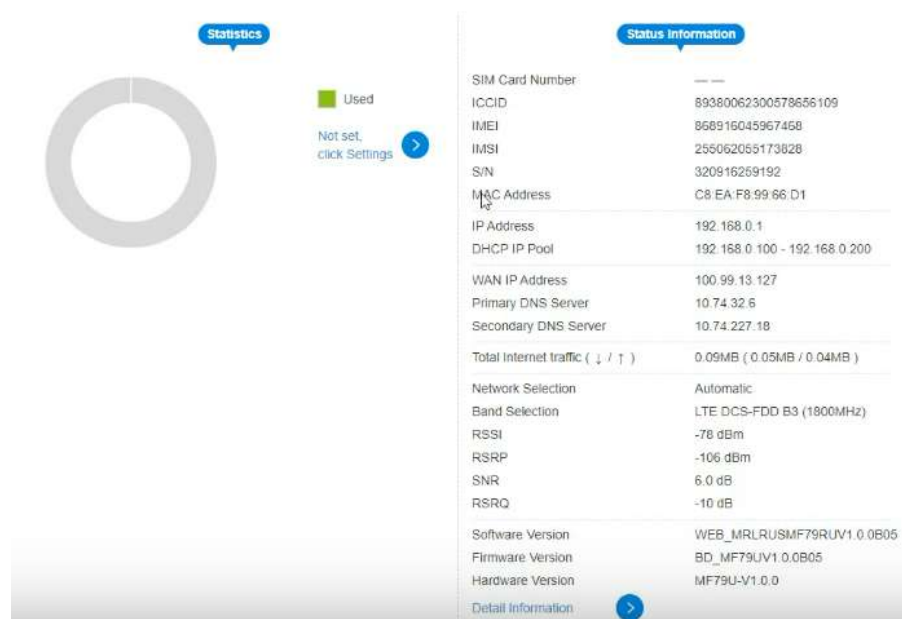 Statistics
Used
Not set,
click Settings
Status Information
SIM Card Number — —
ICCID 89380062300578656109
IMEI 868916045967468
IMSI 255062055173828
S/N 320916259192
MAC Address C8:EA:F8:99:66:D1
IP Address 192.168.0.1
DHCP IP Pool 192.168.0.100 - 192.168.0.200
WAN IP Address 100.99.13.127
Primary DNS Server 10.74.32.6
Secondary DNS Server 10.74.227.18
Total Internet traffic ( ↓ / ↑ ) 0.09MB ( 0.05MB / 0.04MB )
Network Selection Automatic
Band Selection LTE DCS-FDD B3 (1800MHz)
RSSI -78 dBm
RSRP -106 dBm
SNR 6.0 dB
RSRQ -10 dB
Software Version WEB_MRLRUSMF79RUV1.0.0B05
Firmware Version BD_MF79UV1.0.0B05
Hardware Version MF79U-V1.0.0
Detail Information